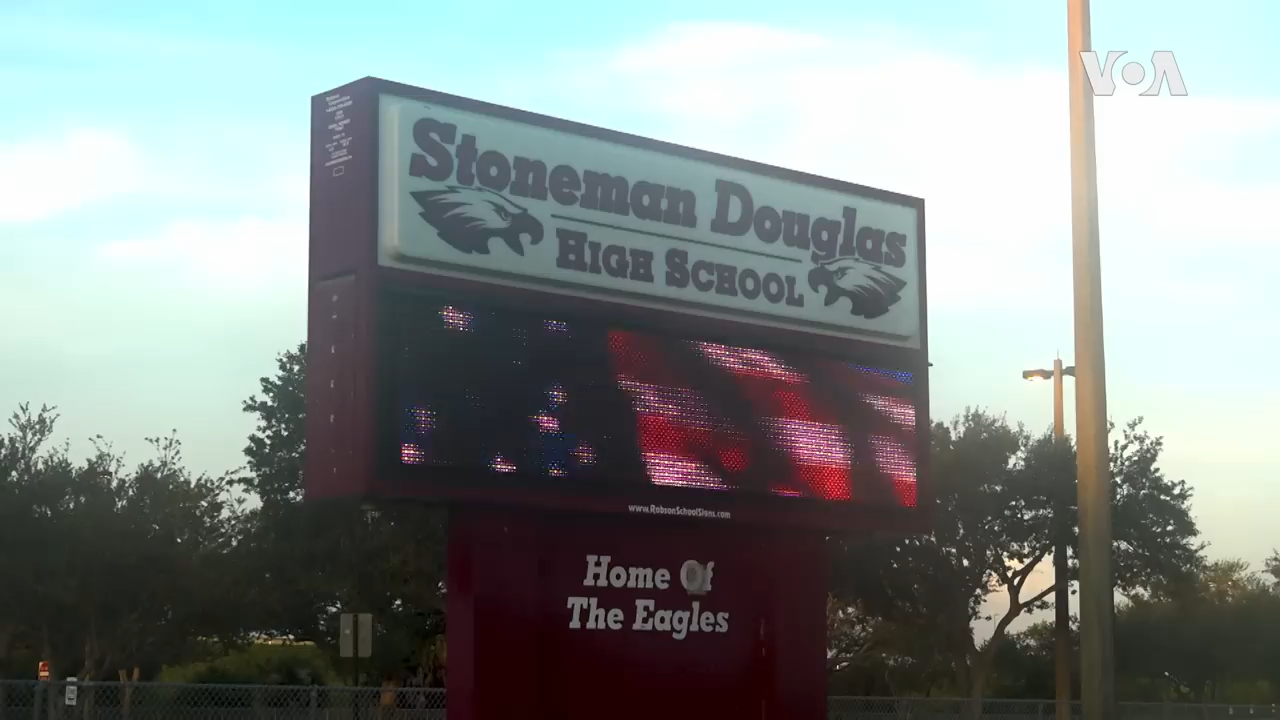 VOA
Stoneman Douglas
High School
www.RobsonSchoolSigns.com
Home Of
The Eagles